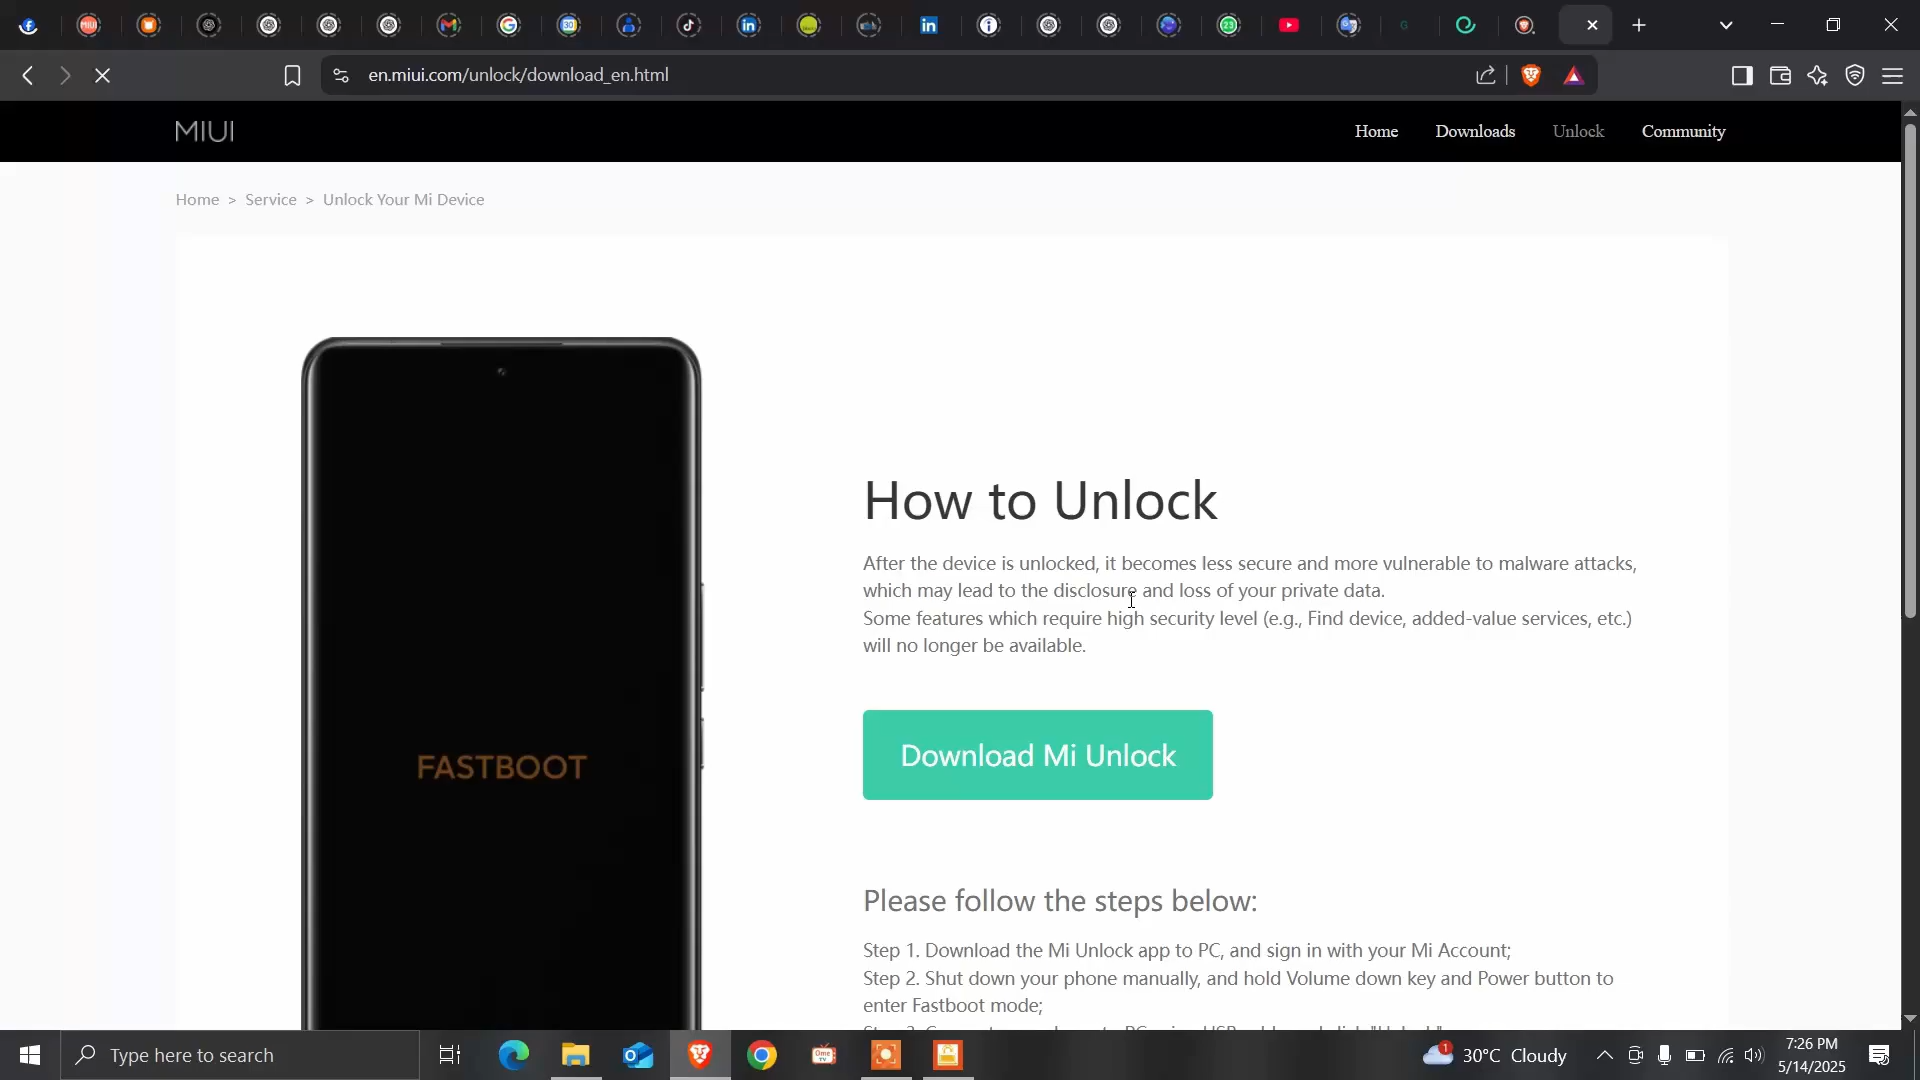 en.miui.com/unlock/download_en.html
MIUI
Home
Downloads
Unlock
Community
Home > Service > Unlock Your Mi Device
FASTBOOT
How to Unlock
After the device is unlocked, it becomes less secure and more vulnerable to malware attacks,
which may lead to the disclosure and loss of your private data.
Some features which require high security level (e.g., Find device, added-value services, etc.)
will no longer be available.
Download Mi Unlock
Please follow the steps below:
Step 1. Download the Mi Unlock app to PC, and sign in with your Mi Account;
Step 2. Shut down your phone manually, and hold Volume down key and Power button to
enter Fastboot mode;
Type here to search
1
30°C Cloudy
7:26 PM
5/14/2025